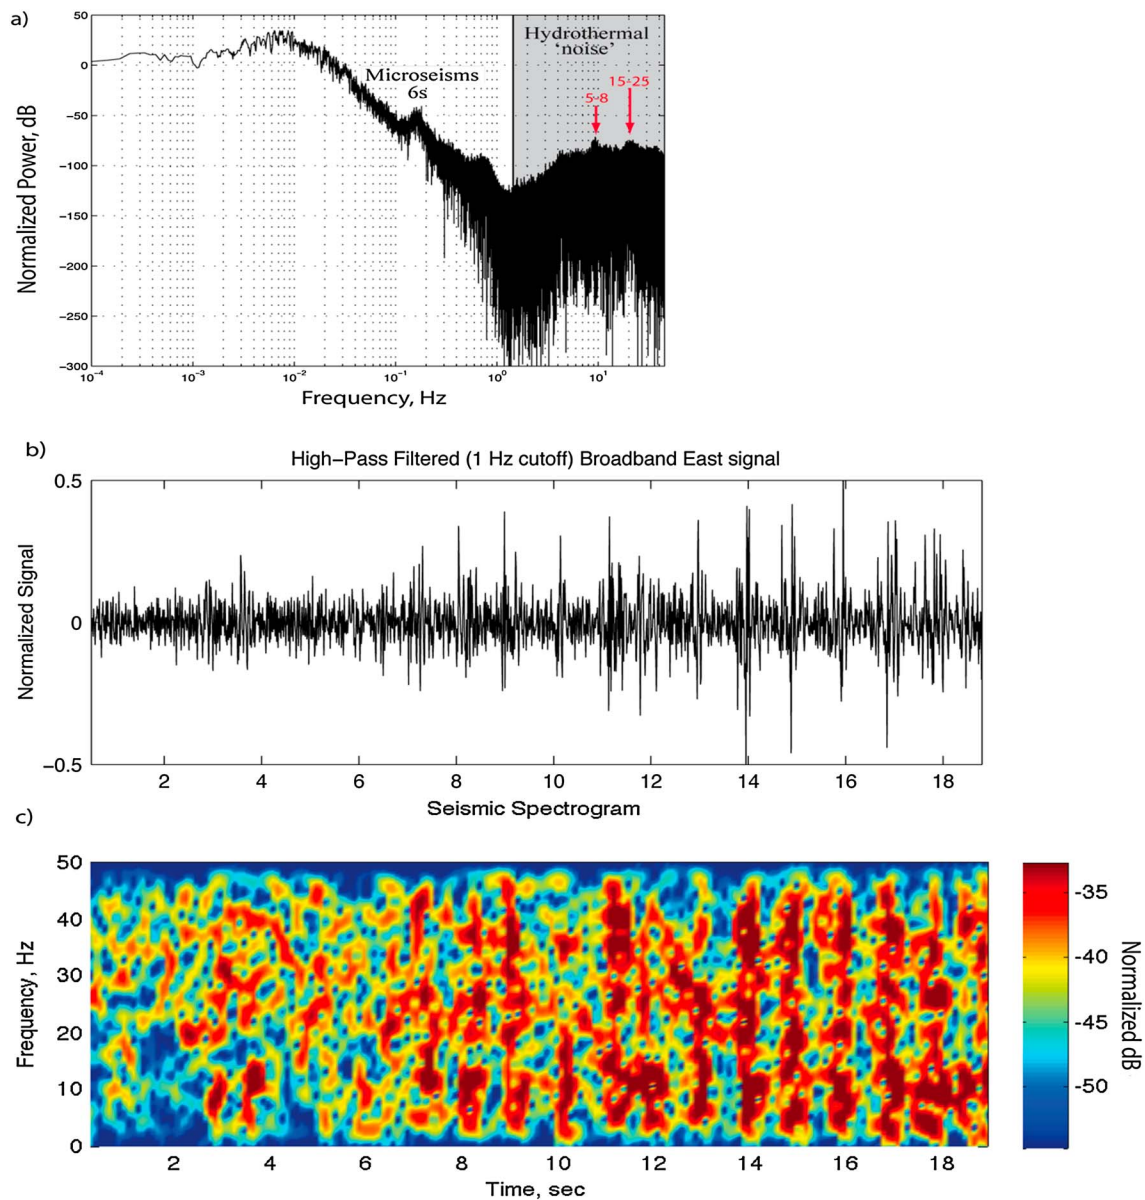 a)
50
0
−50
−100
−150
−200
−250
−300
Normalized Power, dB
Hydrothermal
'noise'
Microseisms
6s
5-8
15-25
10⁻⁴ 10⁻³ 10⁻² 10⁻¹ 10⁰ 10¹
Frequency, Hz
b)
High−Pass Filtered (1 Hz cutoff) Broadband East signal
0.5
0
−0.5
Normalized Signal
2 4 6 8 10 12 14 16 18
Seismic Spectrogram
c)
50
40
30
20
10
0
Frequency, Hz
2 4 6 8 10 12 14 16 18
Time, sec
-35
-40
-45
-50
Normalized dB